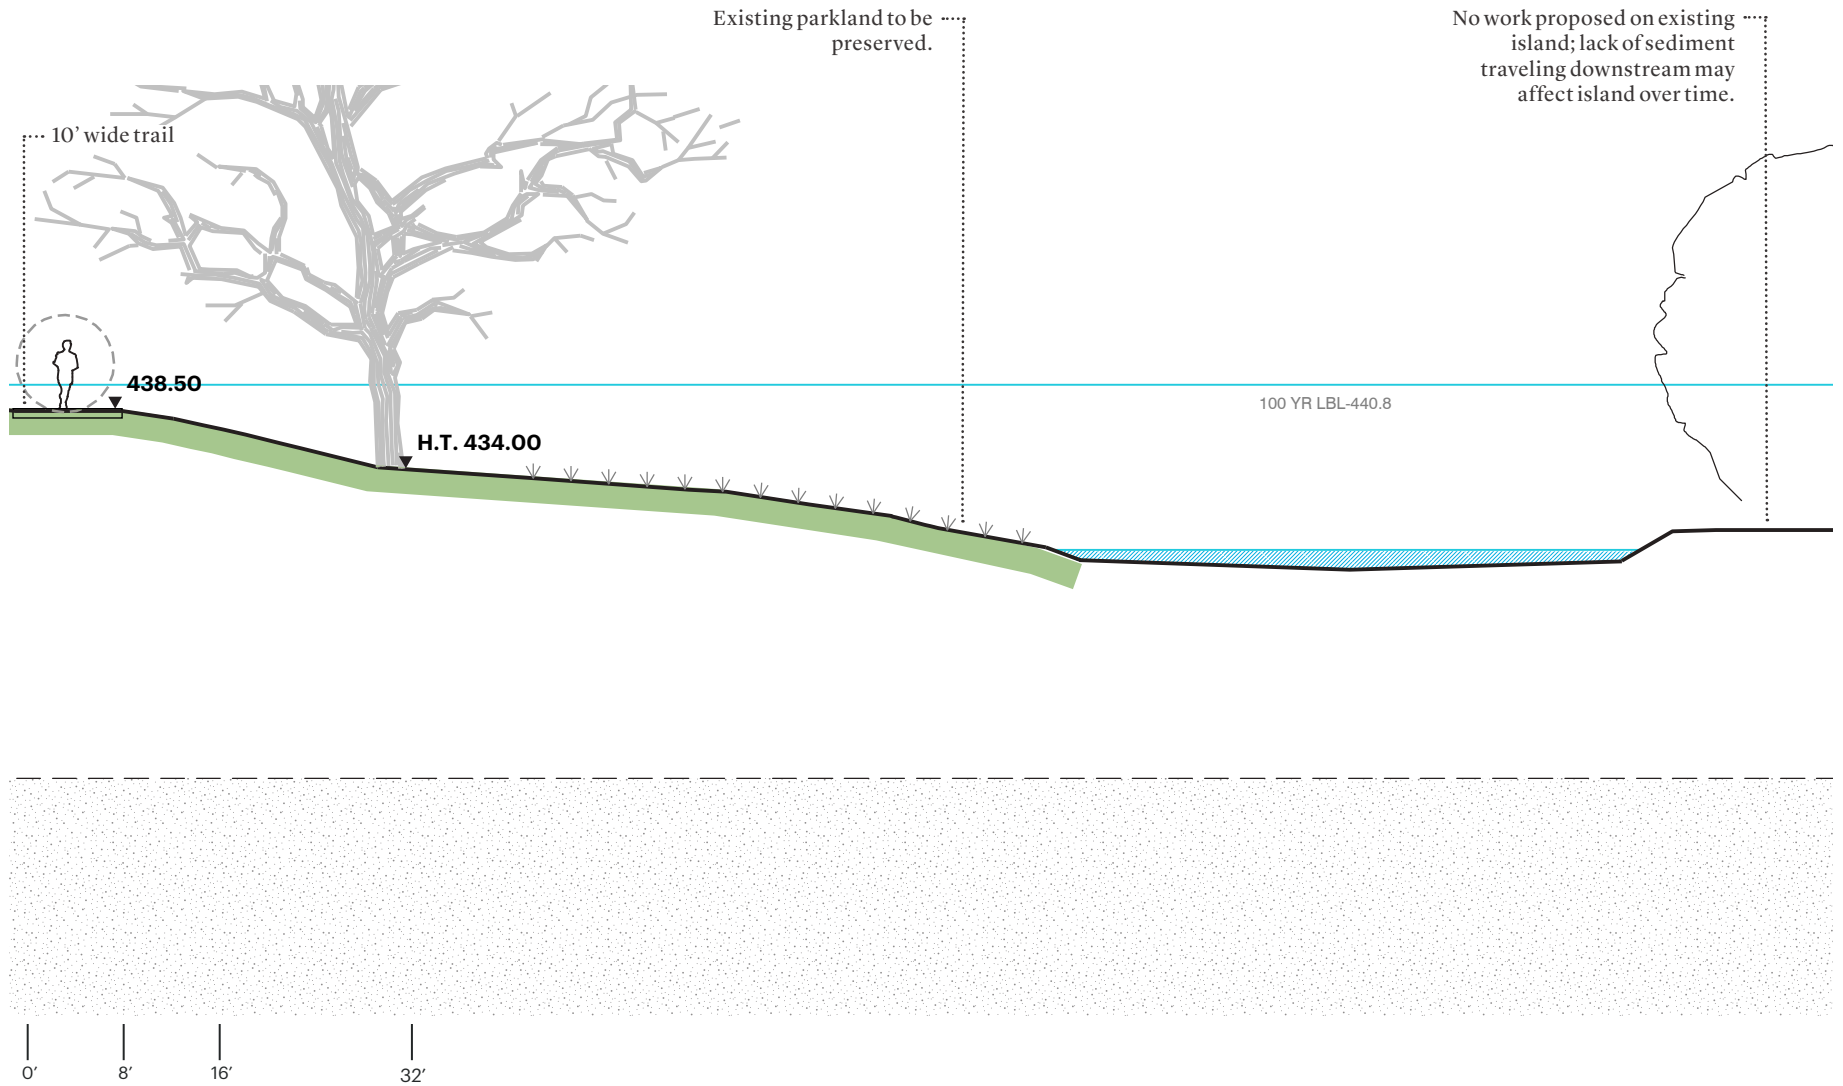 Existing parkland to be
preserved.
No work proposed on existing
island; lack of sediment
traveling downstream may
affect island over time.
10’ wide trail
438.50
100 YR LBL-440.8
H.T. 434.00
0′
8′
16′
32′